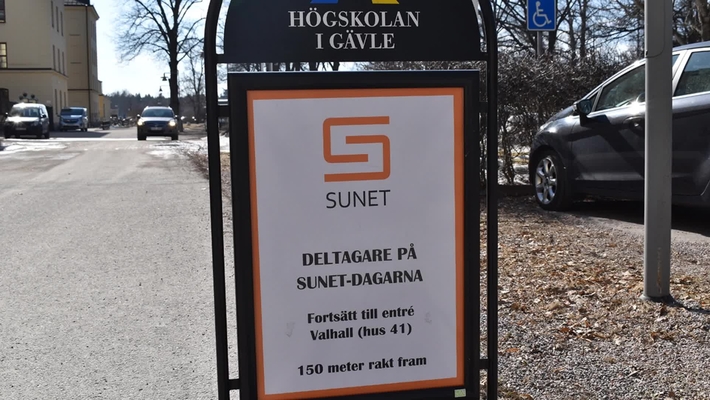 HÖGSKOLAN
I GÄVLE
SUNET
DELTAGARE PÅ
SUNET-DAGARNA
Fortsätt till entré
Valhall (hus 41)
150 meter rakt fram